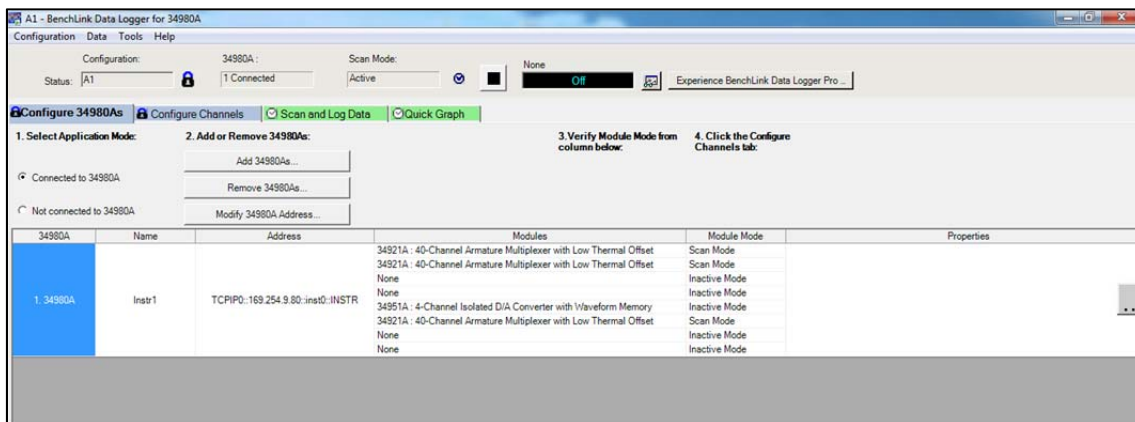 A1 - BenchLink Data Logger for 34980A
Configuration Data Tools Help
Configuration: 34980A : Scan Mode: None
Status: A1 1 Connected Active Off Experience BenchLink Data Logger Pro ..
Configure 34980As Configure Channels Scan and Log Data Quick Graph
1. Select Application Mode: 2. Add or Remove 34980As: 3.Verify Module Mode from column below: 4. Click the Configure Channels tab:
Add 34980As...
Connected to 34980A
Remove 34980As...
Not connected to 34980A
Modify 34980A Address...
34980A Name Address Modules Module Mode Properties
34921A : 40-Channel Armature Multiplexer with Low Thermal Offset Scan Mode
34921A : 40-Channel Armature Multiplexer with Low Thermal Offset Scan Mode
None Inactive Mode
1. 34980A Instr1 TCPIP0::169.254.9.80::inst0::INSTR None Inactive Mode
34951A : 4-Channel Isolated D/A Converter with Waveform Memory Inactive Mode
34921A : 40-Channel Armature Multiplexer with Low Thermal Offset Scan Mode
None Inactive Mode
None Inactive Mode
..